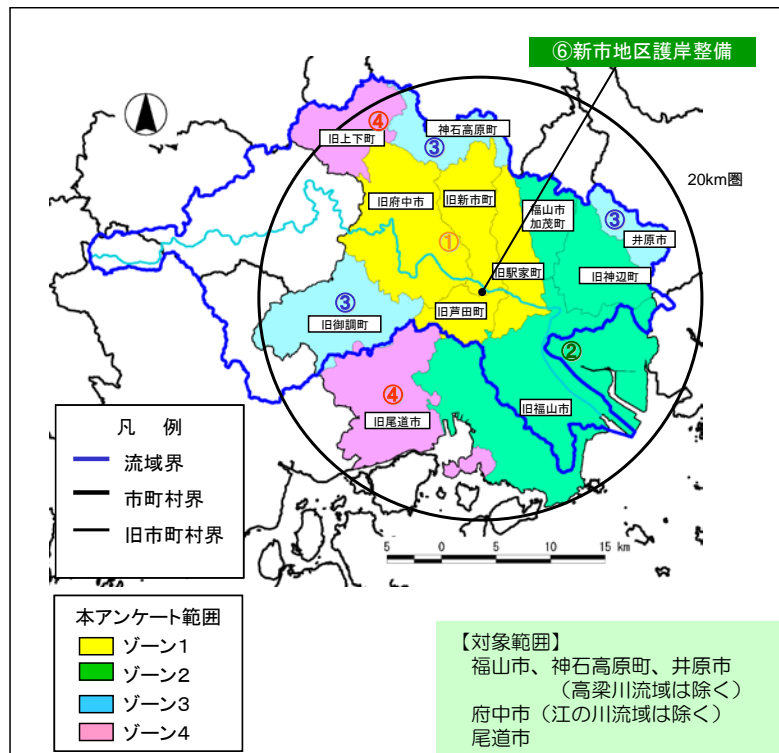 ⑥新市地区護岸整備
20km圏
④
旧上下町
神石高原町
③
旧府中市
旧新市町
福山市
加茂町
③
井原市
①
旧駅家町
旧神辺町
③
旧御調町
旧芦田町
②
④
旧尾道市
旧福山市
凡 例
流域界
市町村界
旧市町村界
5 0 5 10 15 km
本アンケート範囲
ゾーン1
ゾーン2
ゾーン3
ゾーン4
【対象範囲】
福山市、神石高原町、井原市
(高梁川流域は除く)
府中市（江の川流域は除く）
尾道市